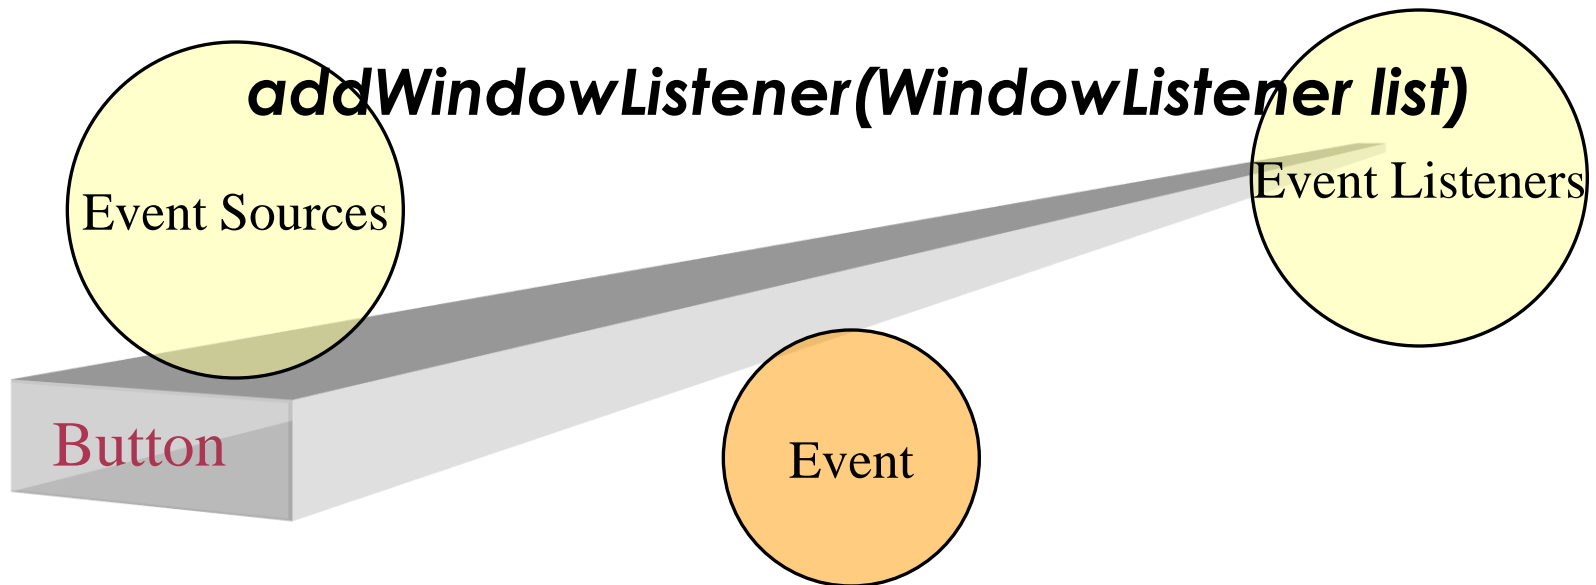 addWindowListener(WindowListener list)
Event Sources
Event Listeners
Button
Event